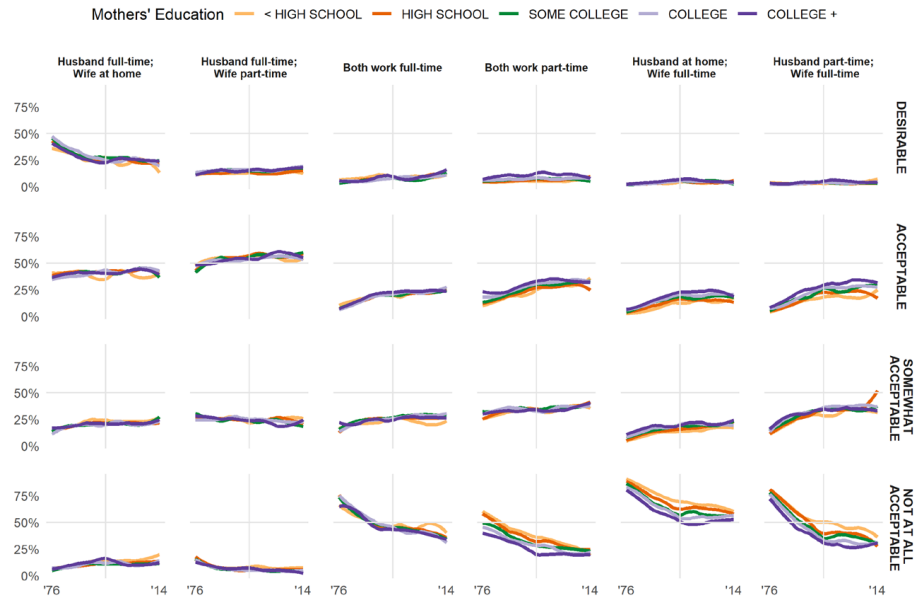 Mothers' Education < HIGH SCHOOL HIGH SCHOOL SOME COLLEGE COLLEGE COLLEGE +
Husband full-time; Husband full-time; Both work full-time Both work part-time Husband at home; Husband part-time;
Wife at home Wife part-time Wife full-time Wife full-time
75%
50%
25%
0%
DESIRABLE
75%
50%
25%
0%
ACCEPTABLE
75%
50%
25%
0%
SOMEWHAT
ACCEPTABLE
75%
50%
25%
0%
NOT AT ALL
ACCEPTABLE
'76 '14 '76 '14 '76 '14 '76 '14 '76 '14 '76 '14